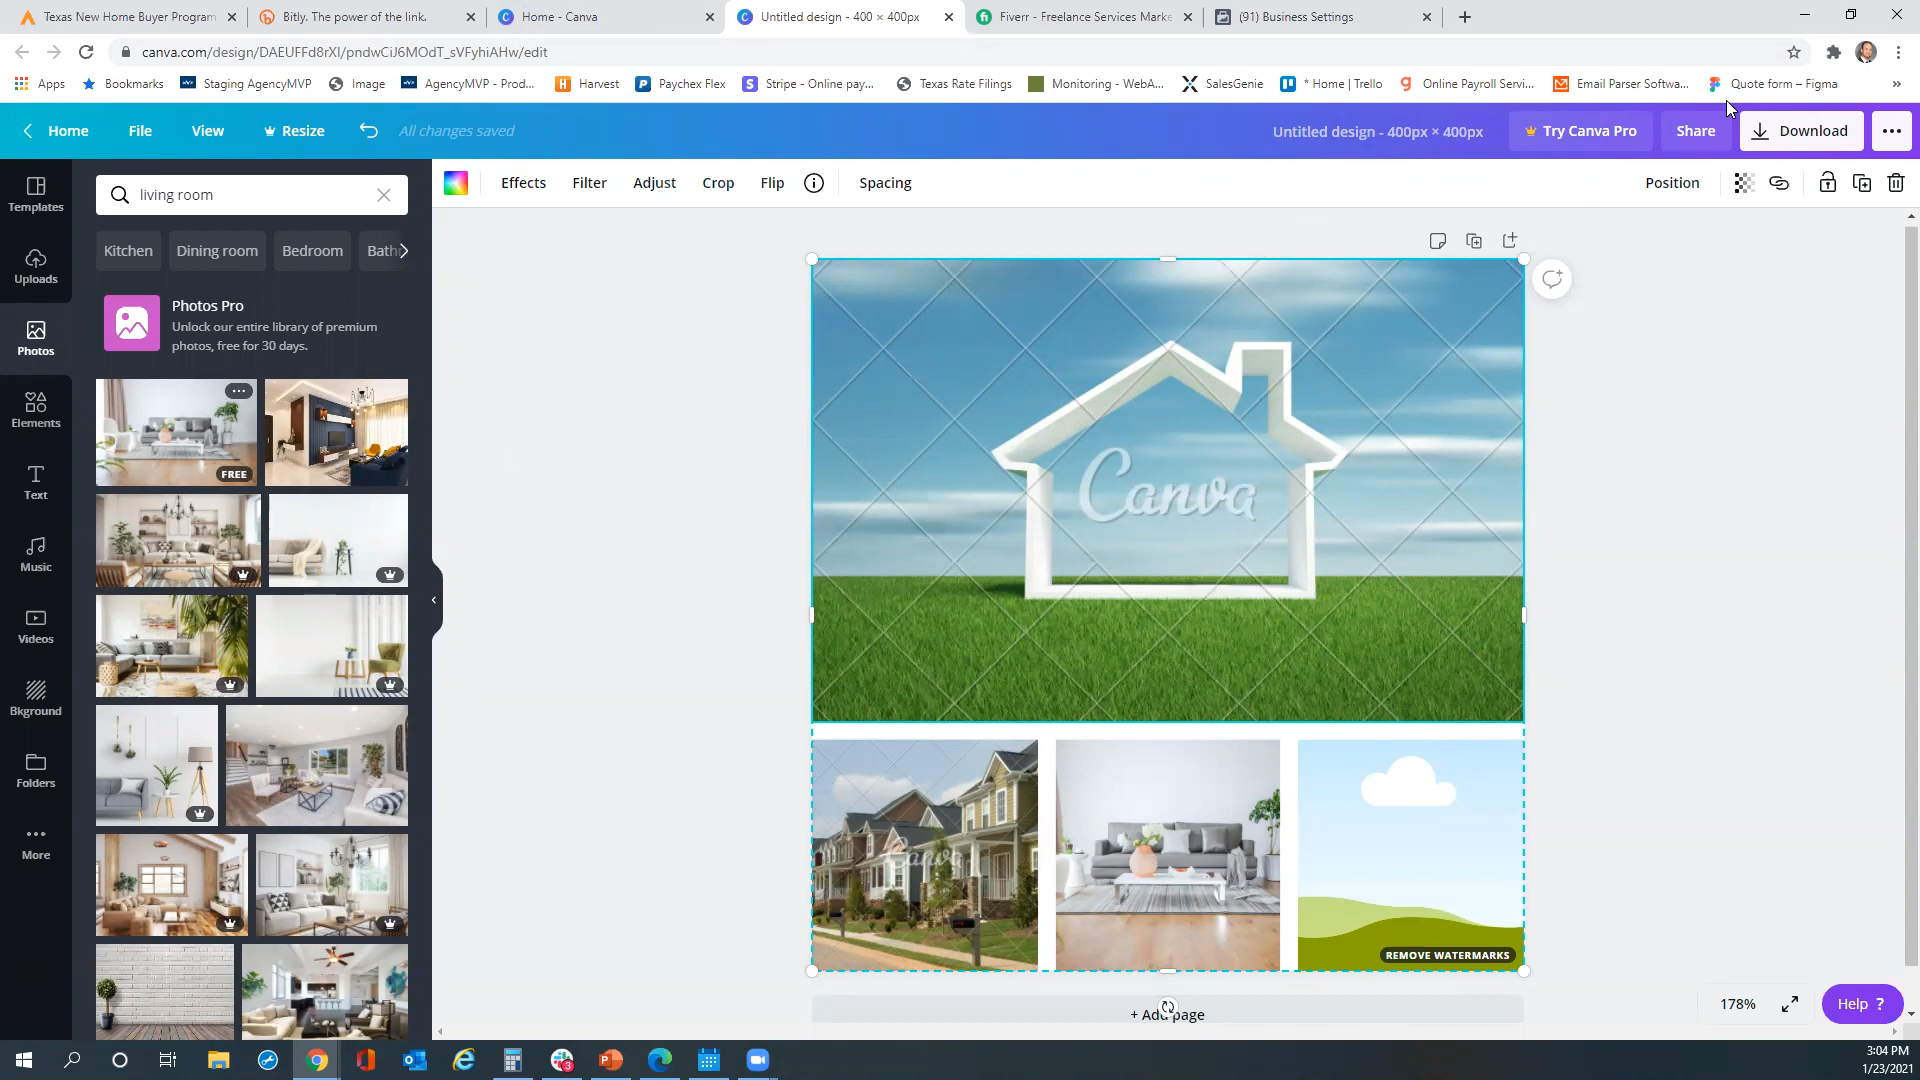 Texas New Home Buyer Program
Bitly. The power of the link.
Home - Canva
Untitled design - 400 × 400px
Fiverr - Freelance Services Marke
(91) Business Settings
canva.com/design/DAEUFFd8rXI/pndwCiJ6MOdT_sVFyhiAHw/edit
Apps
Bookmarks
Staging AgencyMVP
Image
AgencyMVP - Prod...
Harvest
Paychex Flex
Stripe - Online pay...
Texas Rate Filings
Monitoring - WebA...
SalesGenie
* Home | Trello
Online Payroll Servi...
Email Parser Softwa...
Quote form – Figma
Home
File
View
Resize
All changes saved
Untitled design - 400px × 400px
Try Canva Pro
Share
Download
living room
Effects
Filter
Adjust
Crop
Flip
Spacing
Position
Templates
Uploads
Photos
Elements
Text
Music
Videos
Bkground
Folders
More
Kitchen
Dining room
Bedroom
Bath
Photos Pro
Unlock our entire library of premium
photos, free for 30 days.
FREE
Canva
Canva
REMOVE WATERMARKS
+ Add page
178%
Help ?
3
3:04 PM
1/23/2021